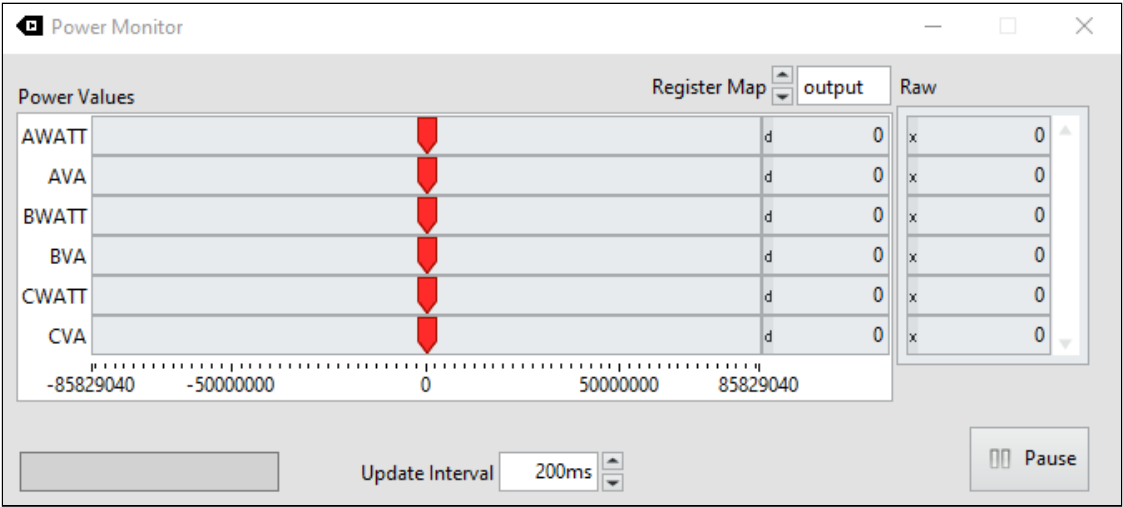 Power Monitor
Power Values
Register Map output Raw
AWATT d 0 x 0
AVA d 0 x 0
BWATT d 0 x 0
BVA d 0 x 0
CWATT d 0 x 0
CVA d 0 x 0
-85829040 -50000000 0 50000000 85829040
Update Interval 200ms
Pause